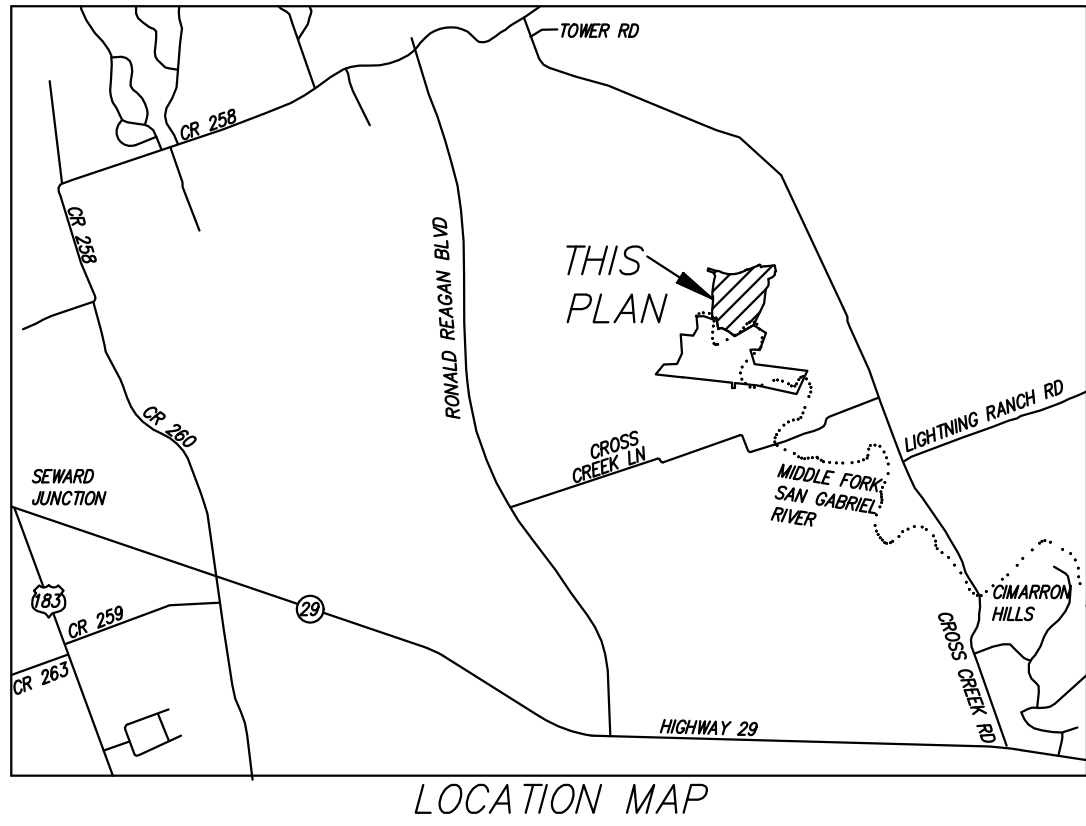 TOWER RD
CR 258
CR 258
RONALD REAGAN BLVD
THIS
PLAN
CR 260
LIGHTNING RANCH RD
CROSS
CREEK LN
SEWARD
JUNCTION
MIDDLE FORK
SAN GABRIEL
RIVER
183
CR 259
29
CIMARRON
HILLS
CR 263
CROSS CREEK RD
HIGHWAY 29
LOCATION MAP